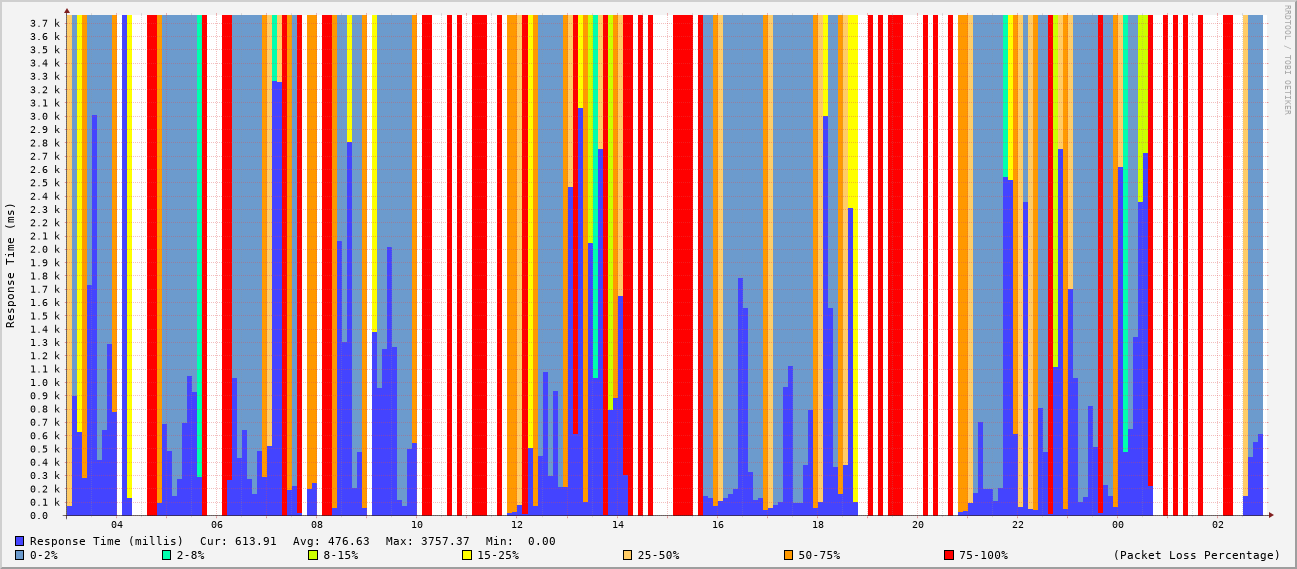 RRDTOOL / TOBI OETIKER
Response Time (ms)
3.7 k
3.6 k
3.5 k
3.4 k
3.3 k
3.2 k
3.1 k
3.0 k
2.9 k
2.8 k
2.7 k
2.6 k
2.5 k
2.4 k
2.3 k
2.2 k
2.1 k
2.0 k
1.9 k
1.8 k
1.7 k
1.6 k
1.5 k
1.4 k
1.3 k
1.2 k
1.1 k
1.0 k
0.9 k
0.8 k
0.7 k
0.6 k
0.5 k
0.4 k
0.3 k
0.2 k
0.1 k
0.0
04 06 08 10 12 14 16 18 20 22 00 02
Response Time (millis) Cur: 613.91 Avg: 476.63 Max: 3757.37 Min: 0.00
0-2% 2-8% 8-15% 15-25% 25-50% 50-75% 75-100% (Packet Loss Percentage)